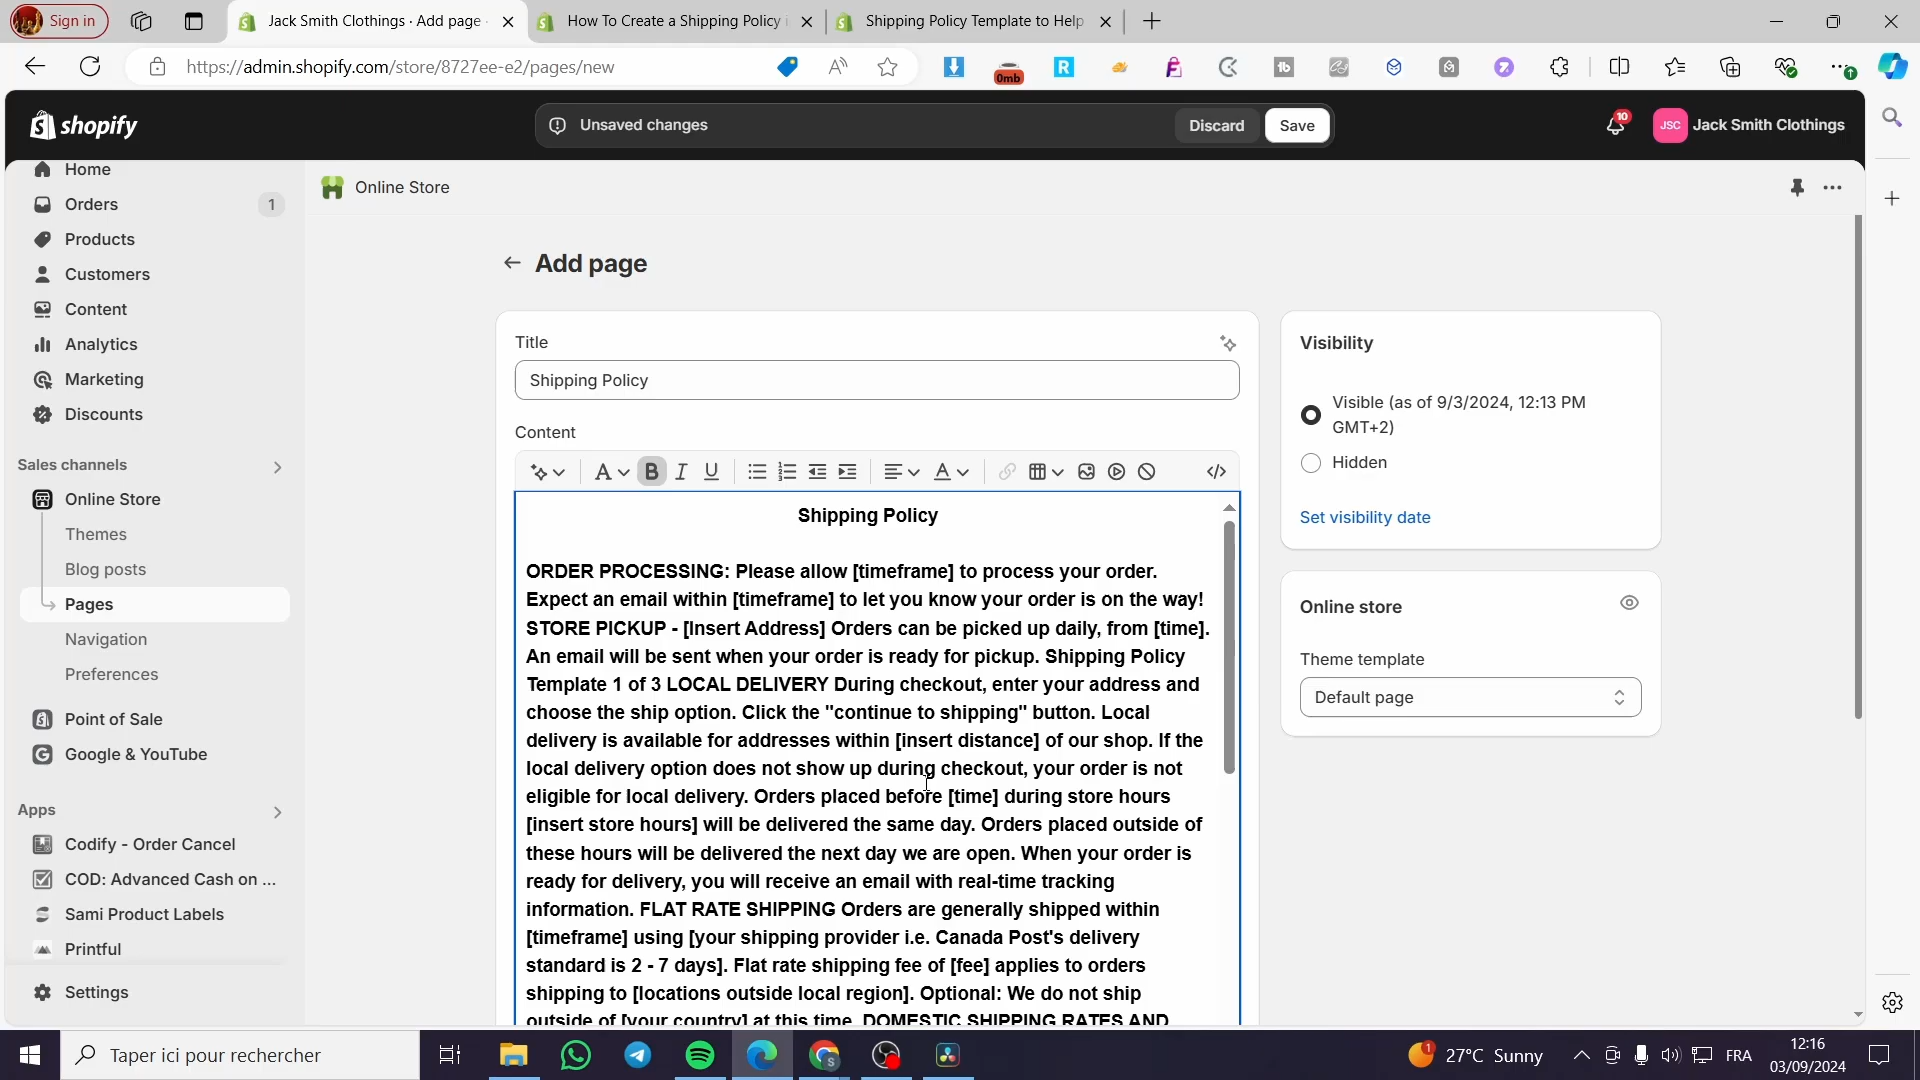 Sign in
Jack Smith Clothings · Add page
How To Create a Shipping Policy
Shipping Policy Template to Help
https://admin.shopify.com/store/8727ee-e2/pages/new
0mb
shopify
Unsaved changes
Discard
Save
10
JSC
Jack Smith Clothings
Home
Orders
1
Products
Customers
Content
Analytics
Marketing
Discounts
Sales channels
Online Store
Themes
Blog posts
Pages
Navigation
Preferences
Point of Sale
Google & YouTube
Apps
Codify - Order Cancel
COD: Advanced Cash on ...
Sami Product Labels
Printful
Settings
Online Store
Add page
Title
Shipping Policy
Content
Shipping Policy
ORDER PROCESSING: Please allow [timeframe] to process your order.
Expect an email within [timeframe] to let you know your order is on the way!
STORE PICKUP - [Insert Address] Orders can be picked up daily, from [time].
An email will be sent when your order is ready for pickup. Shipping Policy
Template 1 of 3 LOCAL DELIVERY During checkout, enter your address and
choose the ship option. Click the "continue to shipping" button. Local
delivery is available for addresses within [insert distance] of our shop. If the
local delivery option does not show up during checkout, your order is not
eligible for local delivery. Orders placed before [time] during store hours
[insert store hours] will be delivered the same day. Orders placed outside of
these hours will be delivered the next day we are open. When your order is
ready for delivery, you will receive an email with real-time tracking
information. FLAT RATE SHIPPING Orders are generally shipped within
[timeframe] using [your shipping provider i.e. Canada Post's delivery
standard is 2 - 7 days]. Flat rate shipping fee of [fee] applies to orders
shipping to [locations outside local region]. Optional: We do not ship
outside of [your country] at this time. DOMESTIC SHIPPING RATES AND
Visibility
Visible (as of 9/3/2024, 12:13 PM
GMT+2)
Hidden
Set visibility date
Online store
Theme template
Default page
Taper ici pour rechercher
1
27°C Sunny
FRA
12:16
03/09/2024